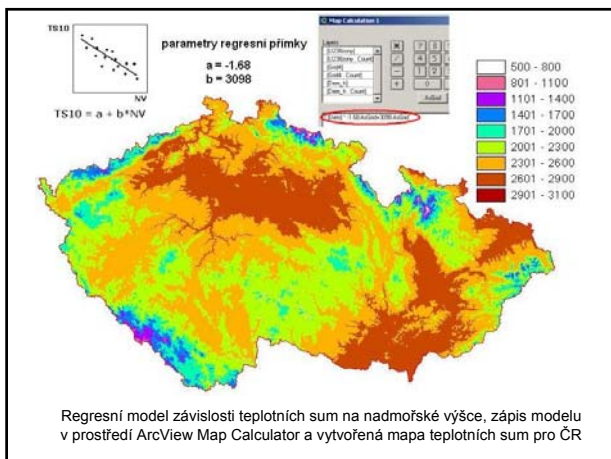 TS10
NV
TS10 = a + b*NV
parametry regresní přímky
a = -1,68
b = 3098
Map Calculation 1
Layers
500 - 800
801 - 1100
1101 - 1400
1401 - 1700
1701 - 2000
2001 - 2300
2301 - 2600
2601 - 2900
2901 - 3100
Regresní model závislosti teplotních sum na nadmořské výšce, zápis modelu
v prostředí ArcView Map Calculator a vytvořená mapa teplotních sum pro ČR